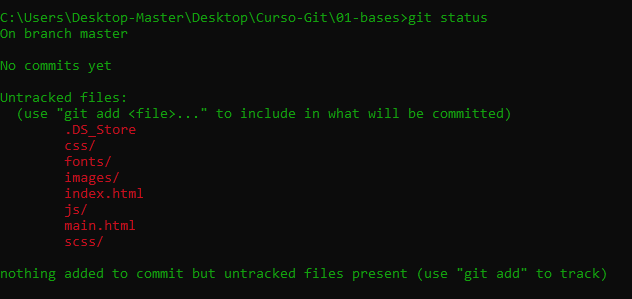 C:\Users\Desktop-Master\Desktop\Curso-Git\01-bases>git status
On branch master
No commits yet
Untracked files:
(use "git add <file>..." to include in what will be committed)
.DS_Store
css/
fonts/
images/
index.html
js/
main.html
scss/
nothing added to commit but untracked files present (use "git add" to track)